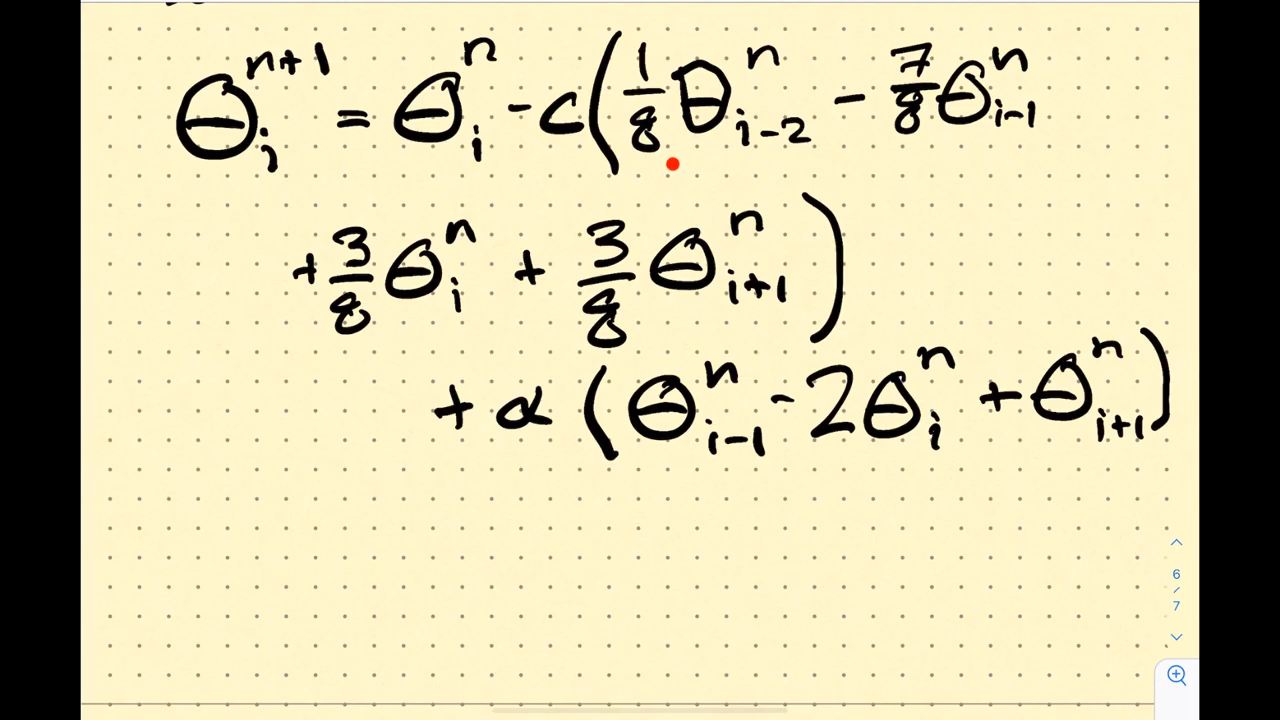 Θ_i^{n+1} = Θ_i^n - c(1/8 Θ_{i-2}^n - 7/8 Θ_{i-1}^n
+ 3/8 Θ_i^n + 3/8 Θ_{i+1}^n)
+ α(Θ_{i-1}^n - 2Θ_i^n + Θ_{i+1}^n)
6
/
7